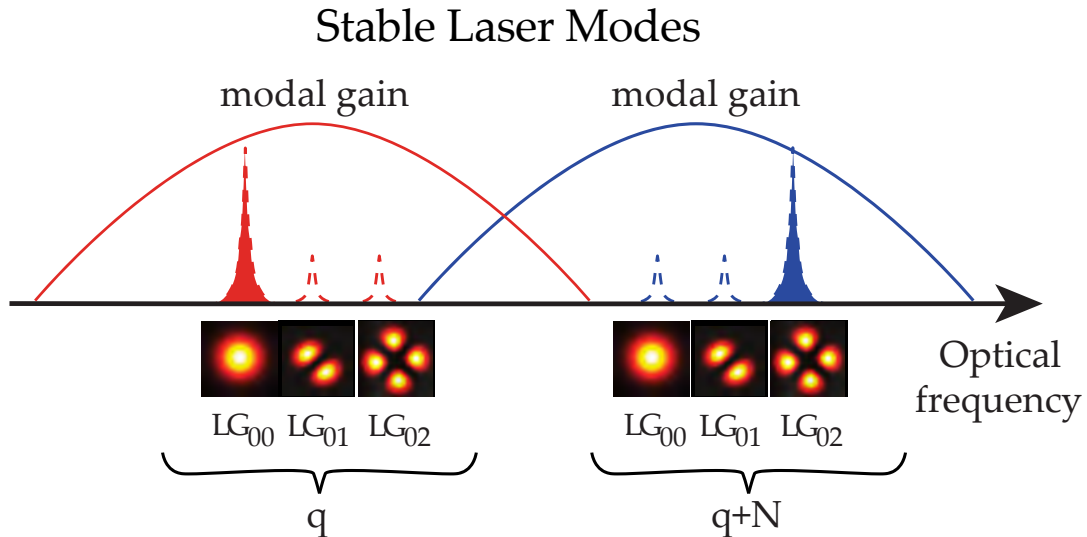 Stable Laser Modes
modal gain
modal gain
Optical
frequency
LG00 LG01 LG02
LG00 LG01 LG02
q
q+N